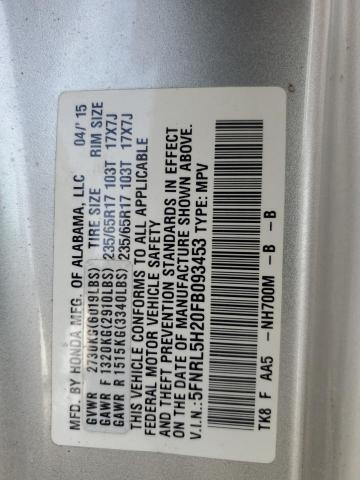 MFD. BY HONDA MFG. OF ALABAMA, LLC 04/'15
TIRE SIZE RIM SIZE
GVWR 2730KG(6019LBS)
GAWR F 1320KG(2910LBS) 235/65R17 103T 17X7J
GAWR R 1515KG(3340LBS) 235/65R17 103T 17X7J
THIS VEHICLE CONFORMS TO ALL APPLICABLE
FEDERAL MOTOR VEHICLE SAFETY
AND THEFT PREVENTION STANDARDS IN EFFECT
ON THE DATE OF MANUFACTURE SHOWN ABOVE.
V.I.N.:5FNRL5H20FB093453 TYPE: MPV
TK8 F AA5 -NH700M -B -B